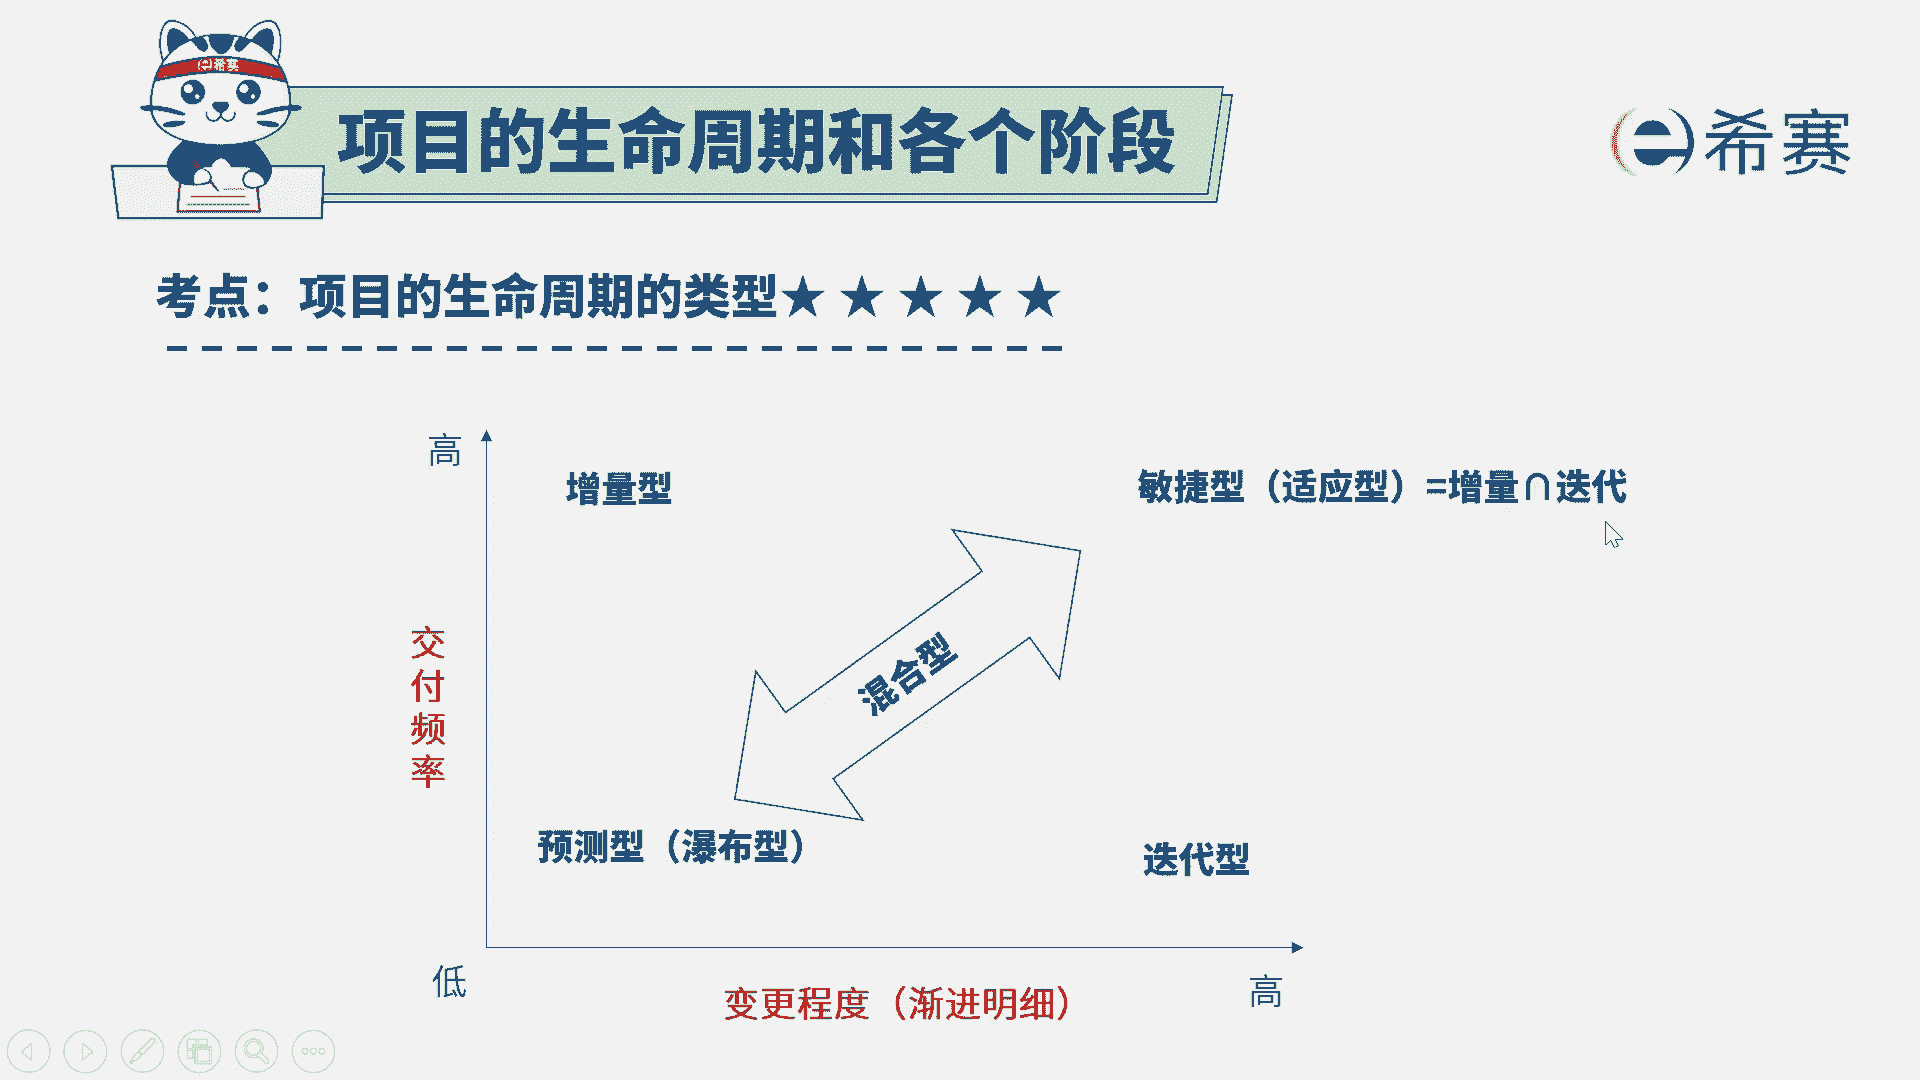 e希赛
项目的生命周期和各个阶段
e希赛
考点：项目的生命周期的类型★★★★★
高
增量型
敏捷型（适应型）=增量∩迭代
交付频率
混合型
预测型（瀑布型）
迭代型
低
变更程度（渐进明细）
高